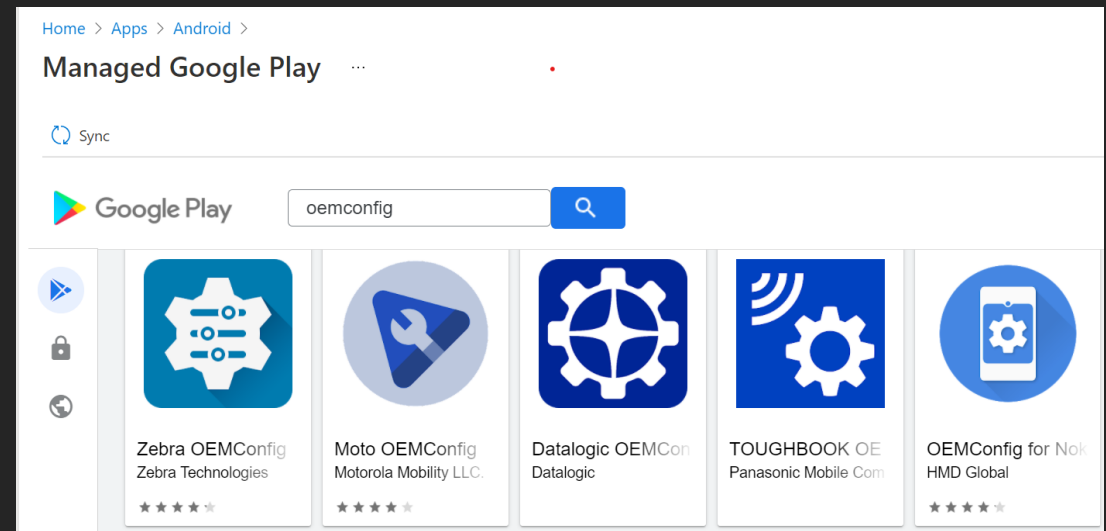 Home > Apps > Android >
Managed Google Play ...
Sync
Google Play
oemconfig
Zebra OEMConfig
Zebra Technologies
Moto OEMConfig
Motorola Mobility LLC.
Datalogic OEMCon
Datalogic
TOUGHBOOK OE
Panasonic Mobile Com
OEMConfig for Nok
HMD Global